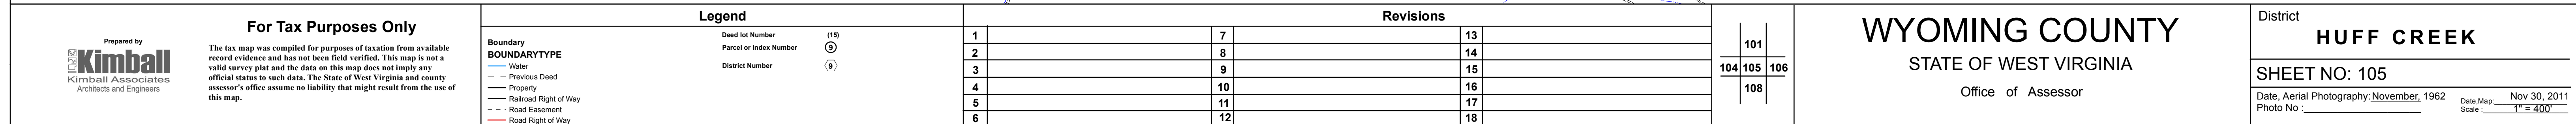 Prepared by
Kimball
Kimball Associates
Architects and Engineers
For Tax Purposes Only
The tax map was compiled for purposes of taxation from available
record evidence and has not been field verified. This map is not a
valid survey plat and the data on this map does not imply any
official status to such data. The State of West Virginia and county
assessor's office assume no liability that might result from the use of
this map.
Legend
Boundary
BOUNDARYTYPE
Water
Previous Deed
Property
Railroad Right of Way
Road Easement
Road Right of Way
Deed lot Number (15)
Parcel or Index Number 9
District Number 9
Revisions
1 7 13
2 8 14
3 9 15
4 10 16
5 11 17
6 12 18
101
104 105 106
108
WYOMING COUNTY
STATE OF WEST VIRGINIA
Office of Assessor
District
HUFF CREEK
SHEET NO: 105
Date, Aerial Photography: November, 1962
Photo No :
Date,Map: Nov 30, 2011
Scale : 1" = 400'